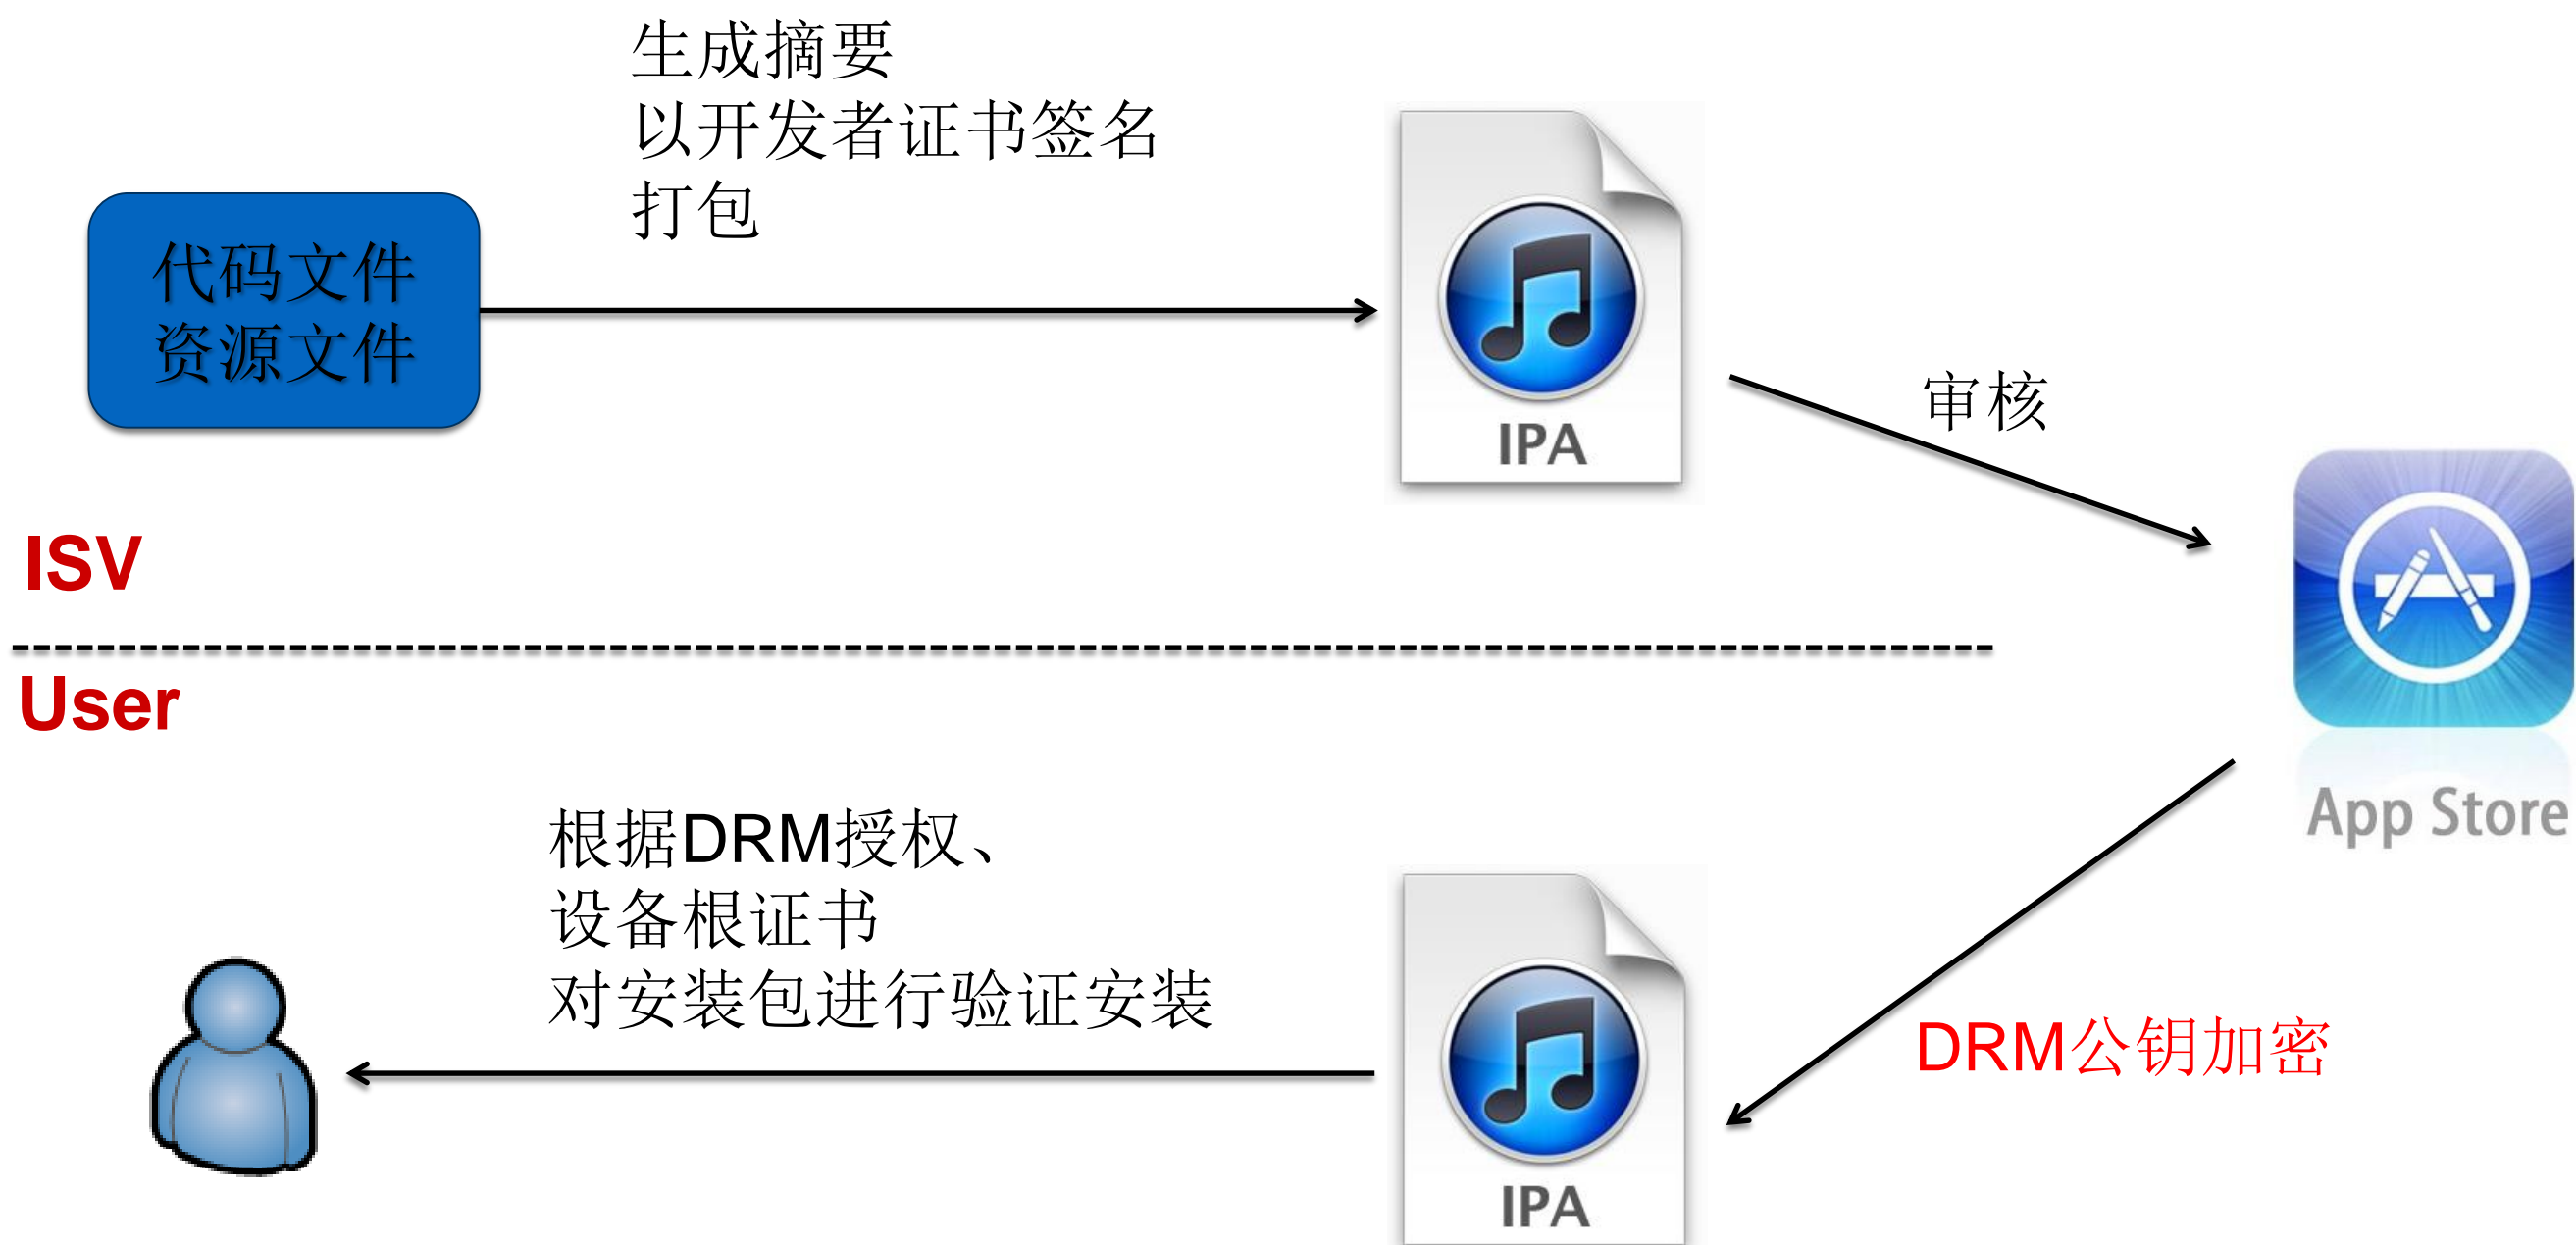 生成摘要
以开发者证书签名
打包
代码文件
资源文件
IPA
审核
ISV
User
App Store
根据DRM授权、
设备根证书
对安装包进行验证安装
DRM公钥加密
IPA